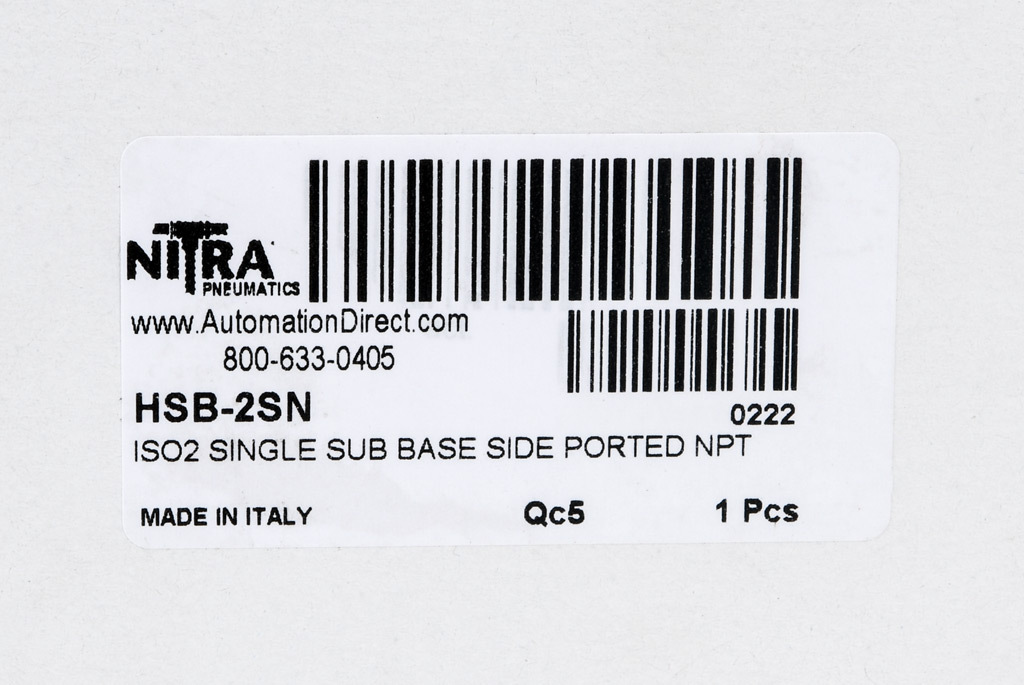 NITRA
PNEUMATICS
www.AutomationDirect.com
800-633-0405
HSB-2SN
0222
ISO2 SINGLE SUB BASE SIDE PORTED NPT
MADE IN ITALY Qc5 1 Pcs